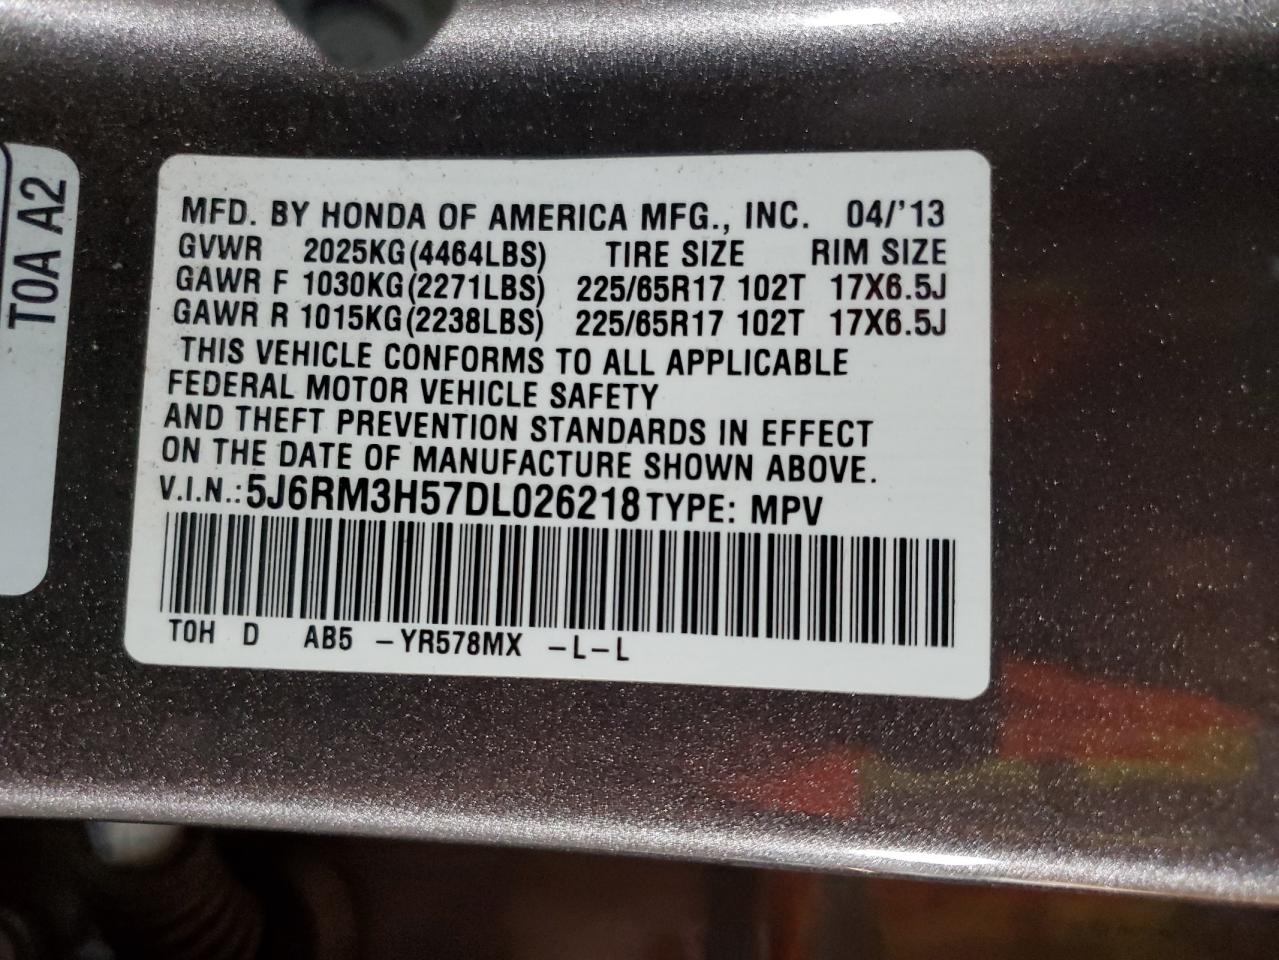 TOA A2
MFD. BY HONDA OF AMERICA MFG., INC. 04/'13
GVWR 2025KG(4464LBS) TIRE SIZE RIM SIZE
GAWR F 1030KG(2271LBS) 225/65R17 102T 17X6.5J
GAWR R 1015KG(2238LBS) 225/65R17 102T 17X6.5J
THIS VEHICLE CONFORMS TO ALL APPLICABLE
FEDERAL MOTOR VEHICLE SAFETY
AND THEFT PREVENTION STANDARDS IN EFFECT
ON THE DATE OF MANUFACTURE SHOWN ABOVE.
V.I.N.: 5J6RM3H57DL026218 TYPE: MPV
TOH D AB5 -YR578MX -L-L